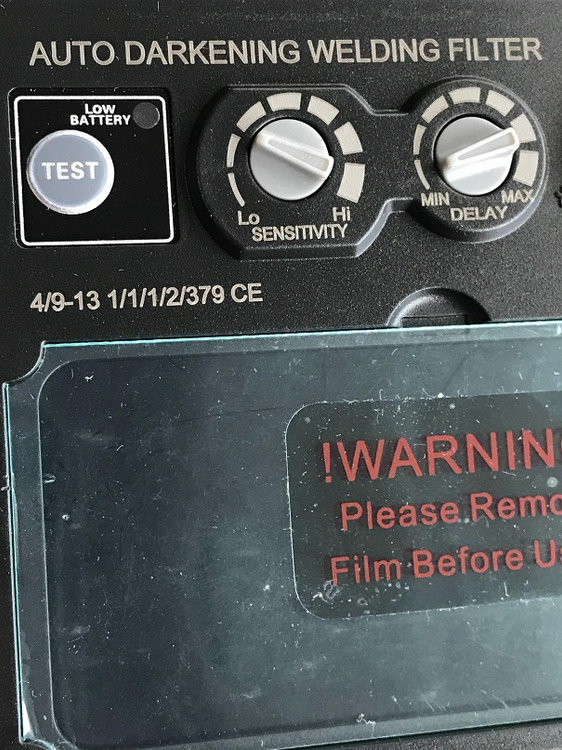 AUTO DARKENING WELDING FILTER
LOW
BATTERY
TEST
Lo Hi
SENSITIVITY
MIN MAX
DELAY
4/9-13 1/1/1/2/379 CE
!WARNING
Please Remo
Film Before Us